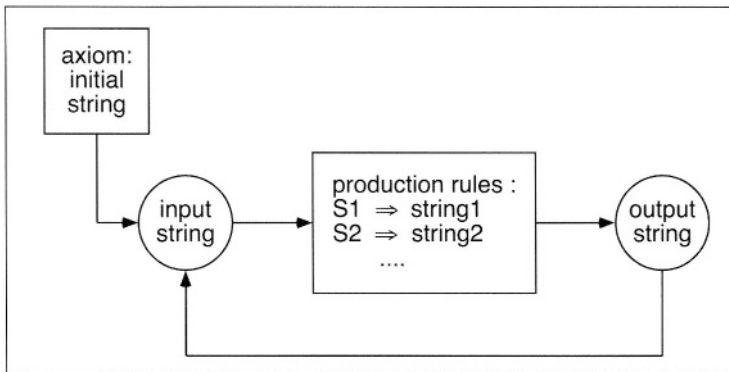 axiom:
initial
string
input
string
production rules :
S1 ⇒ string1
S2 ⇒ string2
....
output
string